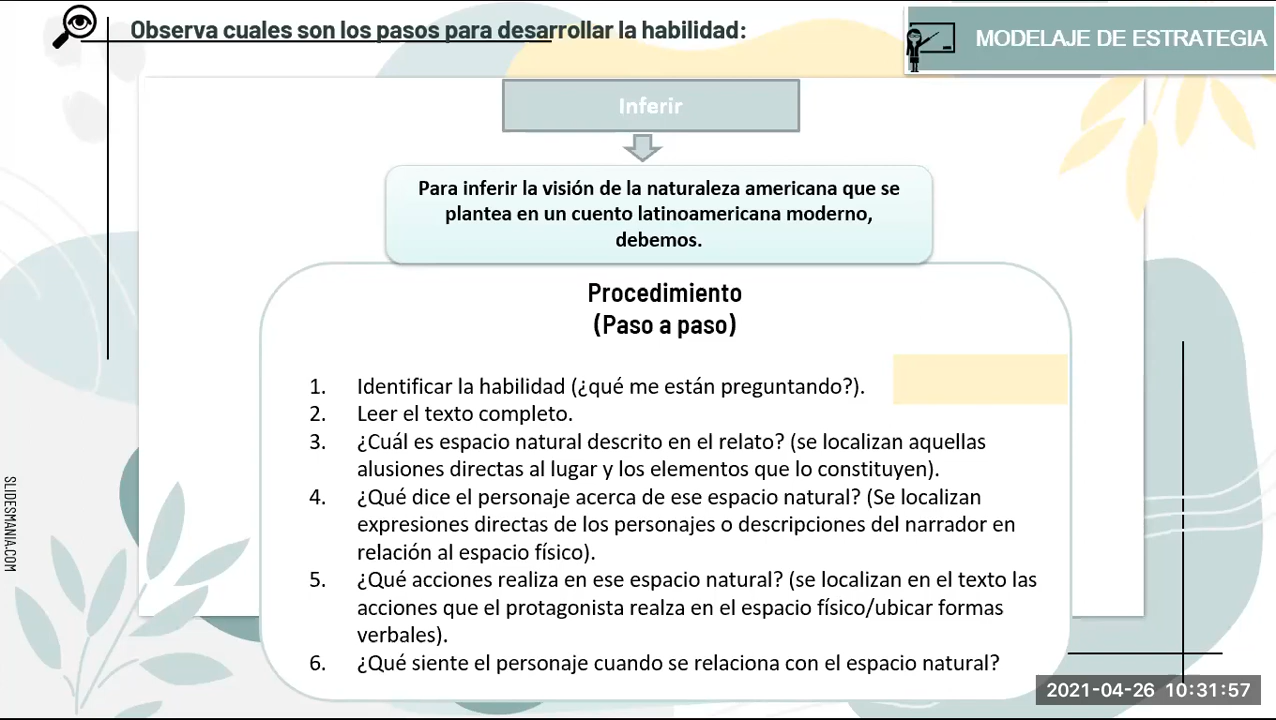 Observa cuales son los pasos para desarrollar la habilidad:
MODELAJE DE ESTRATEGIA
Inferir
Para inferir la visión de la naturaleza americana que se
plantea en un cuento latinoamericana moderno,
debemos.
Procedimiento
(Paso a paso)
1. Identificar la habilidad (¿qué me están preguntando?).
2. Leer el texto completo.
3. ¿Cuál es espacio natural descrito en el relato? (se localizan aquellas
alusiones directas al lugar y los elementos que lo constituyen).
4. ¿Qué dice el personaje acerca de ese espacio natural? (Se localizan
expresiones directas de los personajes o descripciones del narrador en
relación al espacio físico).
5. ¿Qué acciones realiza en ese espacio natural? (se localizan en el texto las
acciones que el protagonista realza en el espacio físico/ubicar formas
verbales).
6. ¿Qué siente el personaje cuando se relaciona con el espacio natural?
SLIDESMANIA.COM
2021-04-26 10:31:57